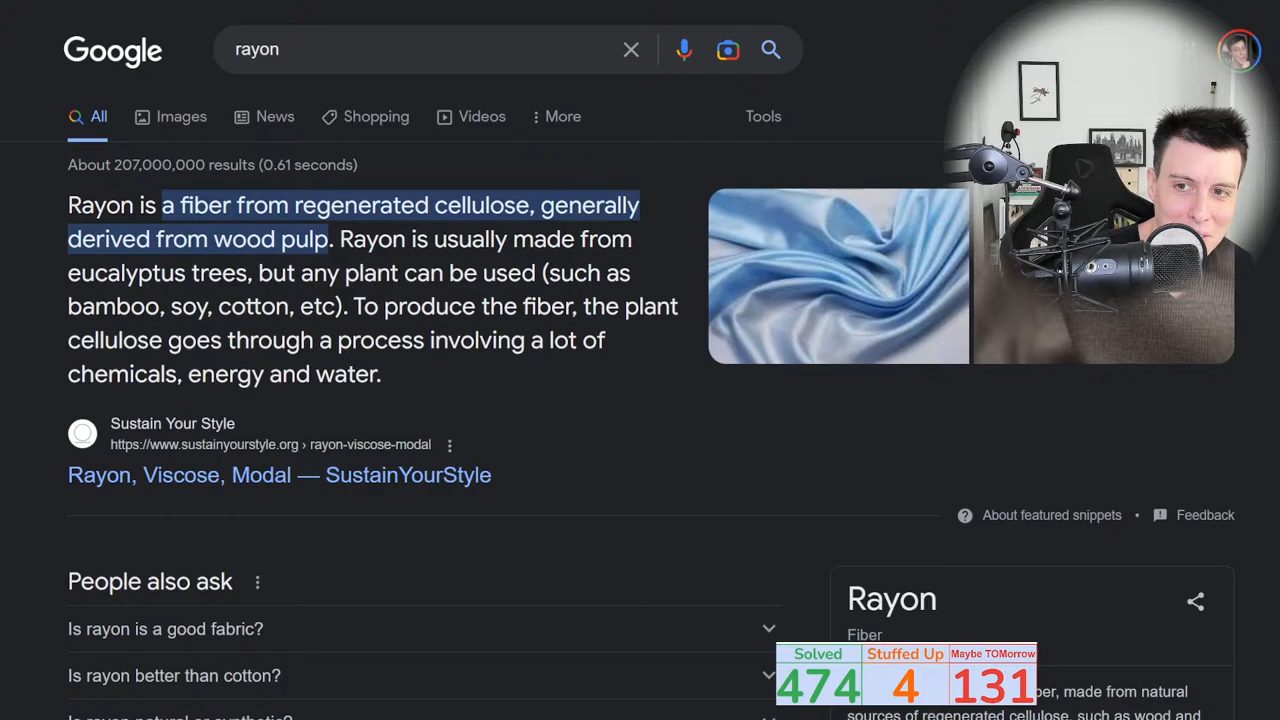 Google
rayon
All
Images
News
Shopping
Videos
More
Tools
About 207,000,000 results (0.61 seconds)
Rayon is a fiber from regenerated cellulose, generally
derived from wood pulp. Rayon is usually made from
eucalyptus trees, but any plant can be used (such as
bamboo, soy, cotton, etc). To produce the fiber, the plant
cellulose goes through a process involving a lot of
chemicals, energy and water.
Sustain Your Style
https://www.sustainyourstyle.org › rayon-viscose-modal
Rayon, Viscose, Modal — SustainYourStyle
About featured snippets • Feedback
People also ask
Is rayon is a good fabric?
Is rayon better than cotton?
Is rayon natural or synthetic?
Rayon
Fiber
Solved
Stuffed Up
Maybe TOMorrow
474
4
131
ber, made from natural
sources of regenerated cellulose, such as wood and